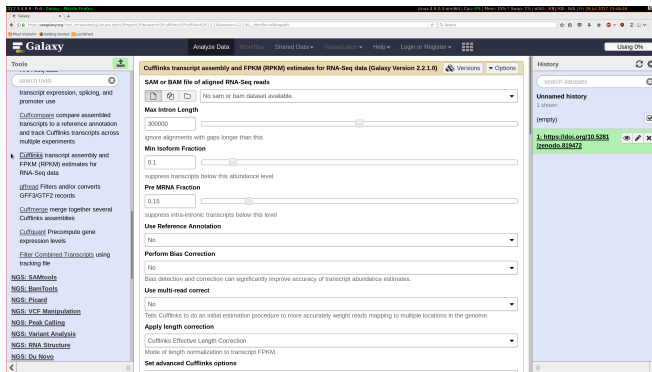 Galaxy
Search
Most Visited
Getting Started
Galaxy
Analyze Data
Workflow
Shared Data
Visualization
Help
Login or Register
Using 0%
Tools
search tools
transcript expression, splicing, and
promoter use
Cuffcompare compare assembled
transcripts to a reference annotation
and track Cufflinks transcripts across
multiple experiments
Cufflinks transcript assembly and
FPKM (RPKM) estimates for
RNA-Seq data
gffread Filters and/or converts
GFF3/GTF2 records
Cuffmerge merge together several
Cufflinks assemblies
Cuffquant Precompute gene
expression levels
Filter Combined Transcripts using
tracking file
NGS: SAMtools
NGS: BamTools
NGS: Picard
NGS: VCF Manipulation
NGS: Peak Calling
NGS: Variant Analysis
NGS: RNA Structure
NGS: Du Novo
Cufflinks transcript assembly and FPKM (RPKM) estimates for RNA-Seq data (Galaxy Version 2.2.1.0)
Versions
Options
SAM or BAM file of aligned RNA-Seq reads
No sam or bam dataset available.
Max Intron Length
300000
ignore alignments with gaps longer than this
Min Isoform Fraction
0.1
suppress transcripts below this abundance level
Pre MRNA Fraction
0.15
suppress intra-intronic transcripts below this level
Use Reference Annotation
No
Perform Bias Correction
No
Bias detection and correction can significantly improve accuracy of transcript abundance estimates.
Use multi-read correct
No
Tells Cufflinks to do an initial estimation procedure to more accurately weight reads mapping to multiple locations in the genome.
Apply length correction
Cufflinks Effective Length Correction
Mode of length normalization to transcript FPKM.
Set advanced Cufflinks options
History
search datasets
Unnamed history
1 shown
(empty)
1: https://doi.org/10.5281
/zenodo.819472